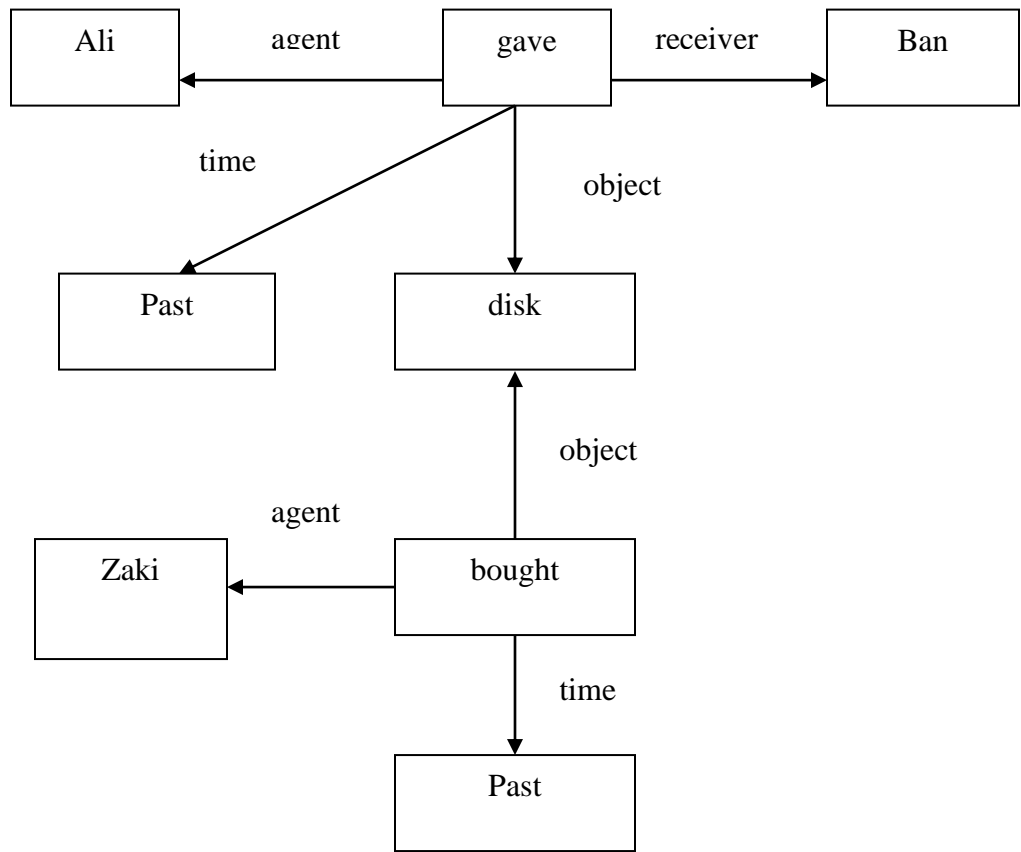 Ali agent gave receiver Ban
time
object
Past disk
object
agent
Zaki bought
time
Past